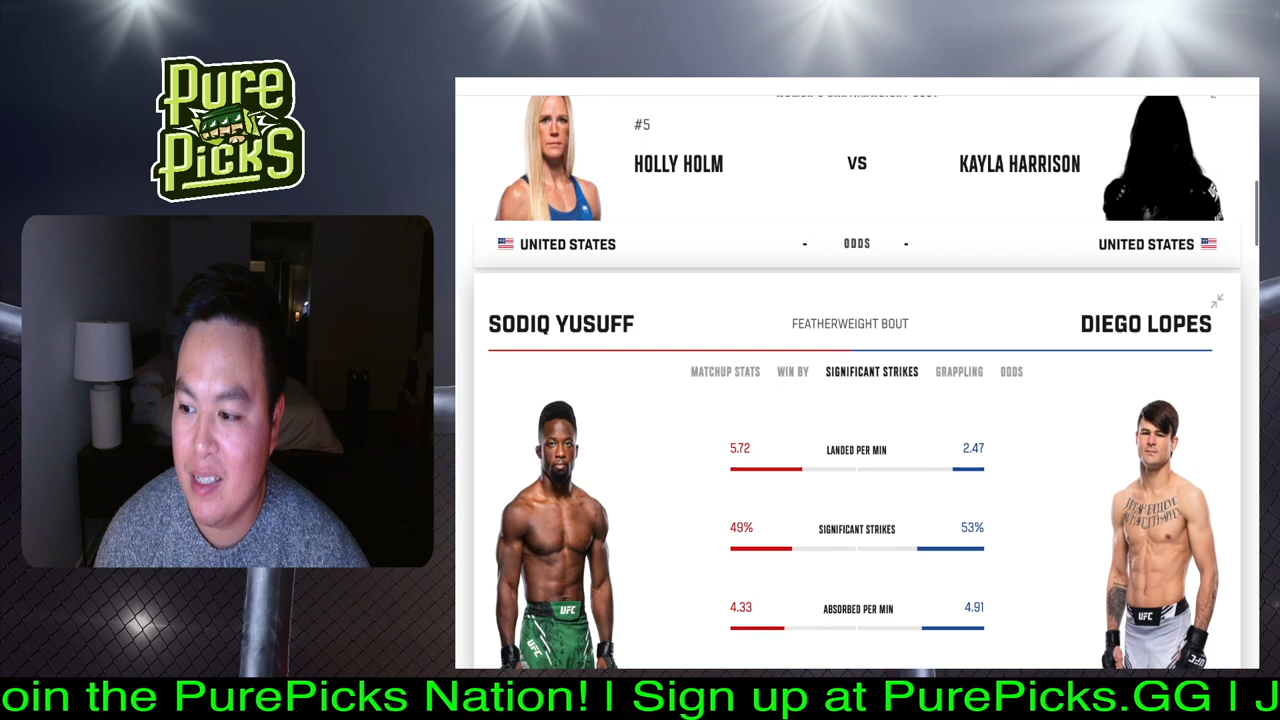 Pure
Picks
#5
HOLLY HOLM
VS
KAYLA HARRISON
UNITED STATES
-
ODDS
-
UNITED STATES
SODIQ YUSUFF
FEATHERWEIGHT BOUT
DIEGO LOPES
MATCHUP STATS
WIN BY
SIGNIFICANT STRIKES
GRAPPLING
ODDS
5.72
LANDED PER MIN
2.47
49%
SIGNIFICANT STRIKES
53%
4.33
ABSORBED PER MIN
4.91
UFC
UFC
UFC
oin the PurePicks Nation! | Sign up at PurePicks.GG | J